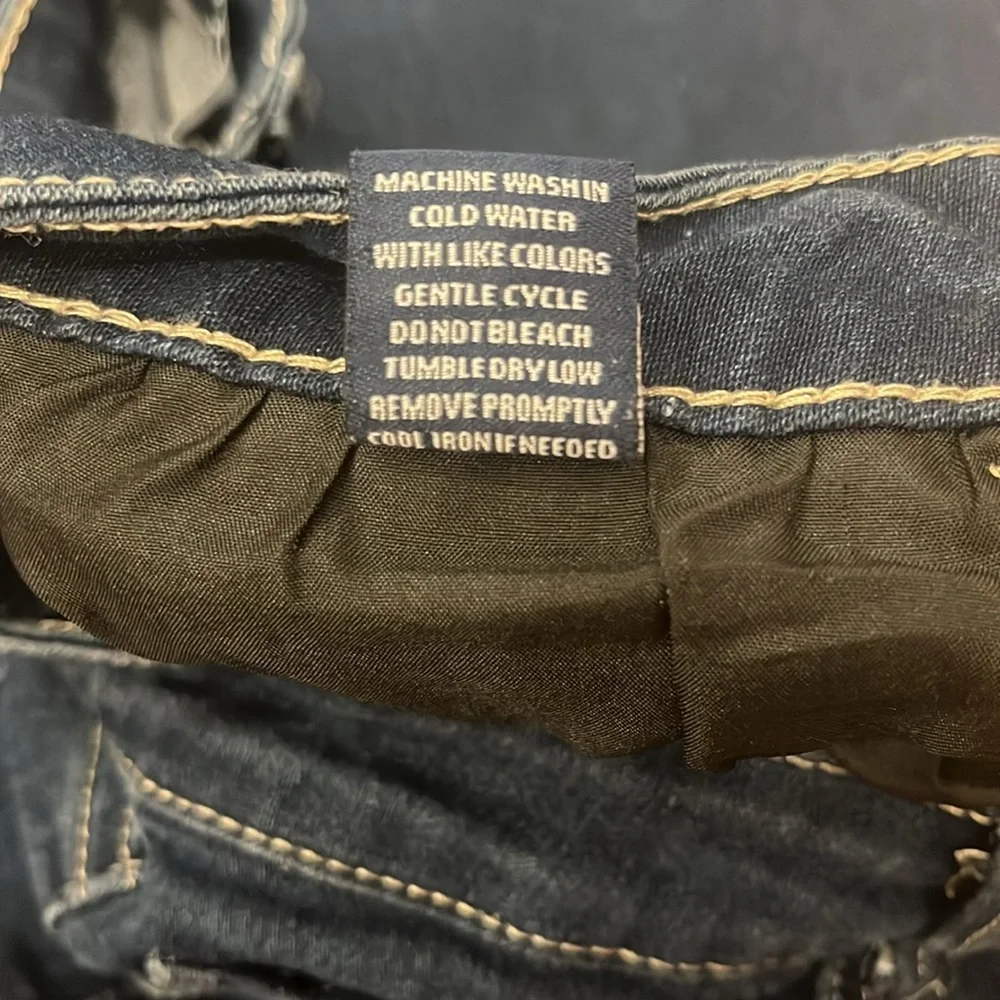 MACHINE WASH IN
COLD WATER
WITH LIKE COLORS
GENTLE CYCLE
DO NOT BLEACH
TUMBLE DRY LOW
REMOVE PROMPTLY
COOL IRON IF NEEDED